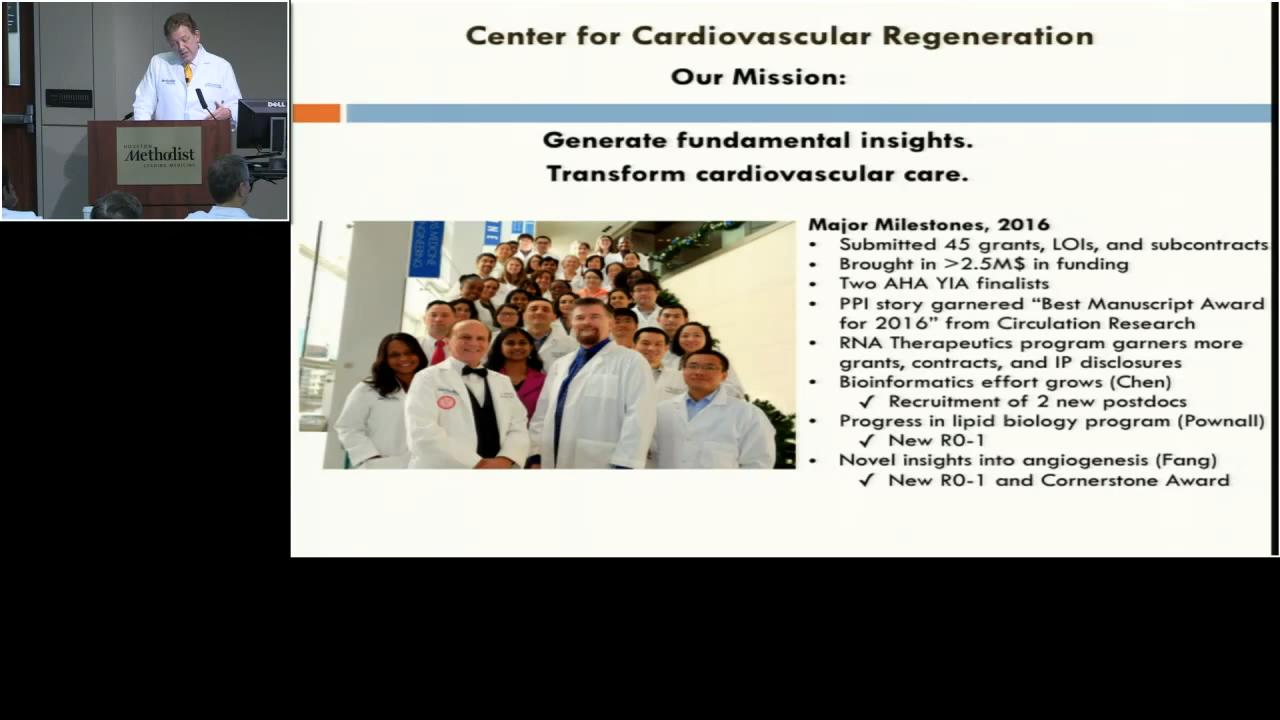 Center for Cardiovascular Regeneration
Our Mission:
Generate fundamental insights.
Transform cardiovascular care.
Major Milestones, 2016
• Submitted 45 grants, LOIs, and subcontracts
• Brought in >2.5M$ in funding
• Two AHA YIA finalists
• PPI story garnered “Best Manuscript Award
for 2016” from Circulation Research
• RNA Therapeutics program garners more
grants, contracts, and IP disclosures
• Bioinformatics effort grows (Chen)
✓ Recruitment of 2 new postdocs
• Progress in lipid biology program (Pownall)
✓ New R0-1
• Novel insights into angiogenesis (Fang)
✓ New R0-1 and Cornerstone Award
HOUSTON
Methodist
LEADING MEDICINE
DELL